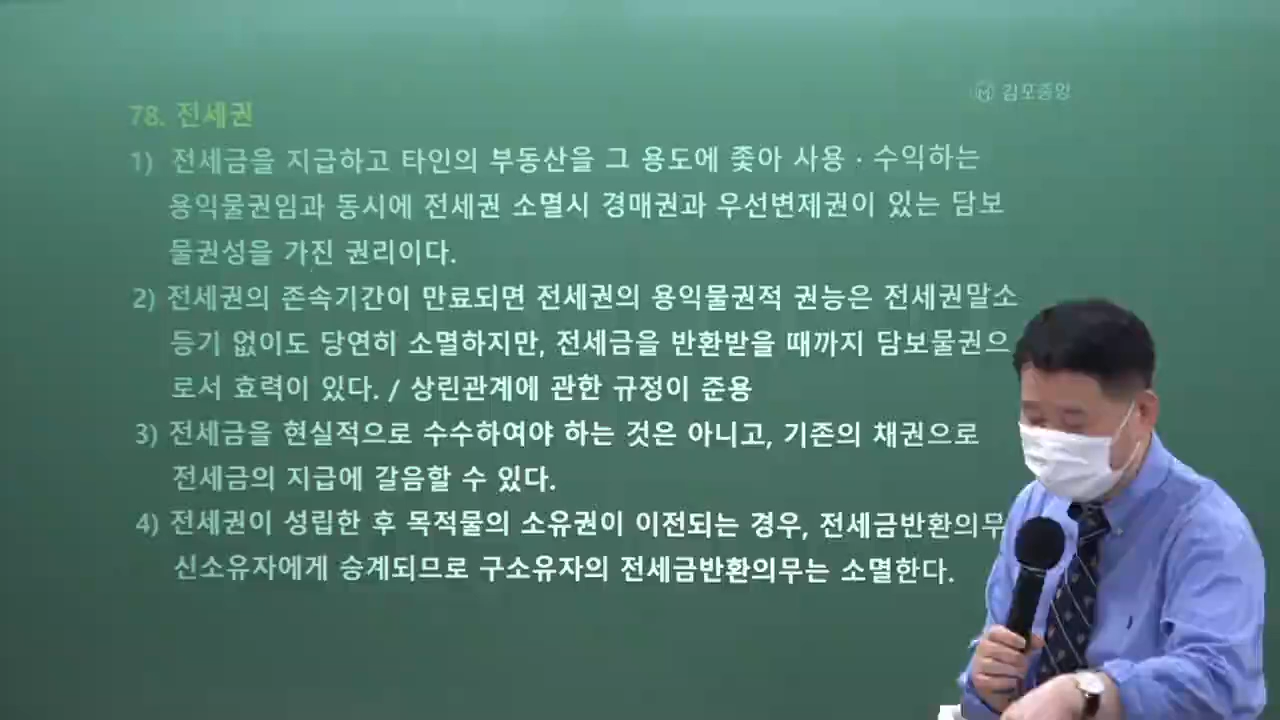 김포중앙
78. 전세권
1) 전세금을 지급하고 타인의 부동산을 그 용도에 좇아 사용 · 수익하는
용익물권임과 동시에 전세권 소멸시 경매권과 우선변제권이 있는 담보
물권성을 가진 권리이다.
2) 전세권의 존속기간이 만료되면 전세권의 용익물권적 권능은 전세권말소
등기 없이도 당연히 소멸하지만, 전세금을 반환받을 때까지 담보물권으
로서 효력이 있다. / 상린관계에 관한 규정이 준용
3) 전세금을 현실적으로 수수하여야 하는 것은 아니고, 기존의 채권으로
전세금의 지급에 갈음할 수 있다.
4) 전세권이 성립한 후 목적물의 소유권이 이전되는 경우, 전세금반환의무
신소유자에게 승계되므로 구소유자의 전세금반환의무는 소멸한다.